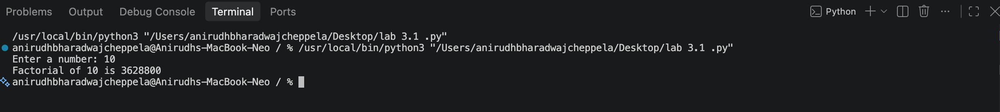 Problems Output Debug Console Terminal Ports Python
/usr/local/bin/python3 "/Users/anirudhbharadwajcheppela/Desktop/lab 3.1 .py"
anirudhbharadwajcheppela@Anirudhs-MacBook-Neo / % /usr/local/bin/python3 "/Users/anirudhbharadwajcheppela/Desktop/lab 3.1 .py"
Enter a number: 10
Factorial of 10 is 3628800
anirudhbharadwajcheppela@Anirudhs-MacBook-Neo / %